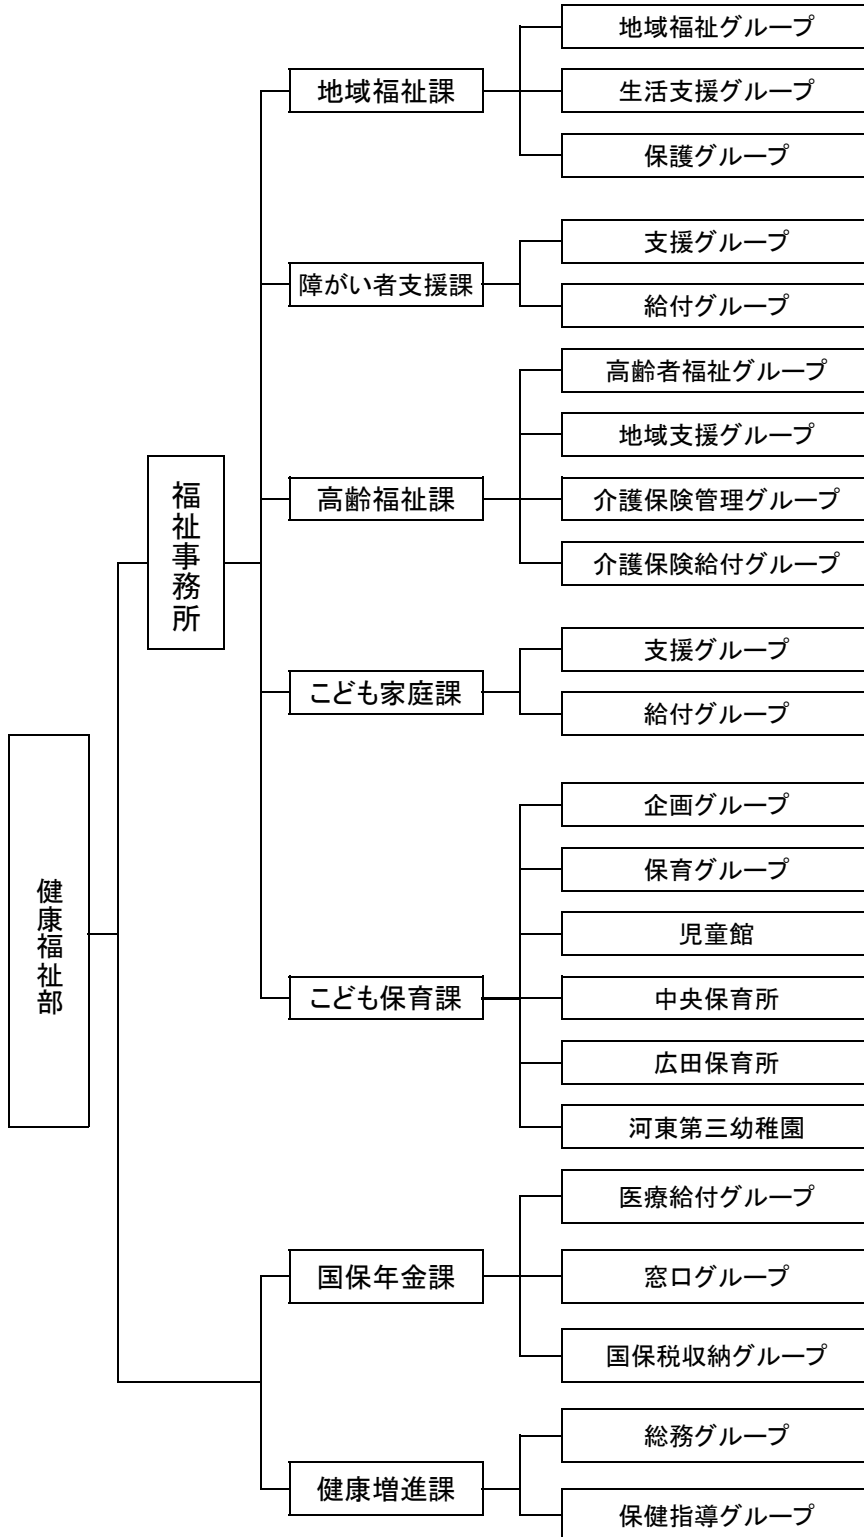 地域福祉グループ
地域福祉課
生活支援グループ
保護グループ
支援グループ
障がい者支援課
給付グループ
高齢者福祉グループ
地域支援グループ
福祉事務所
高齢福祉課
介護保険管理グループ
介護保険給付グループ
支援グループ
こども家庭課
給付グループ
企画グループ
保育グループ
健康福祉部
児童館
こども保育課
中央保育所
広田保育所
河東第三幼稚園
医療給付グループ
国保年金課
窓口グループ
国保税収納グループ
総務グループ
健康増進課
保健指導グループ